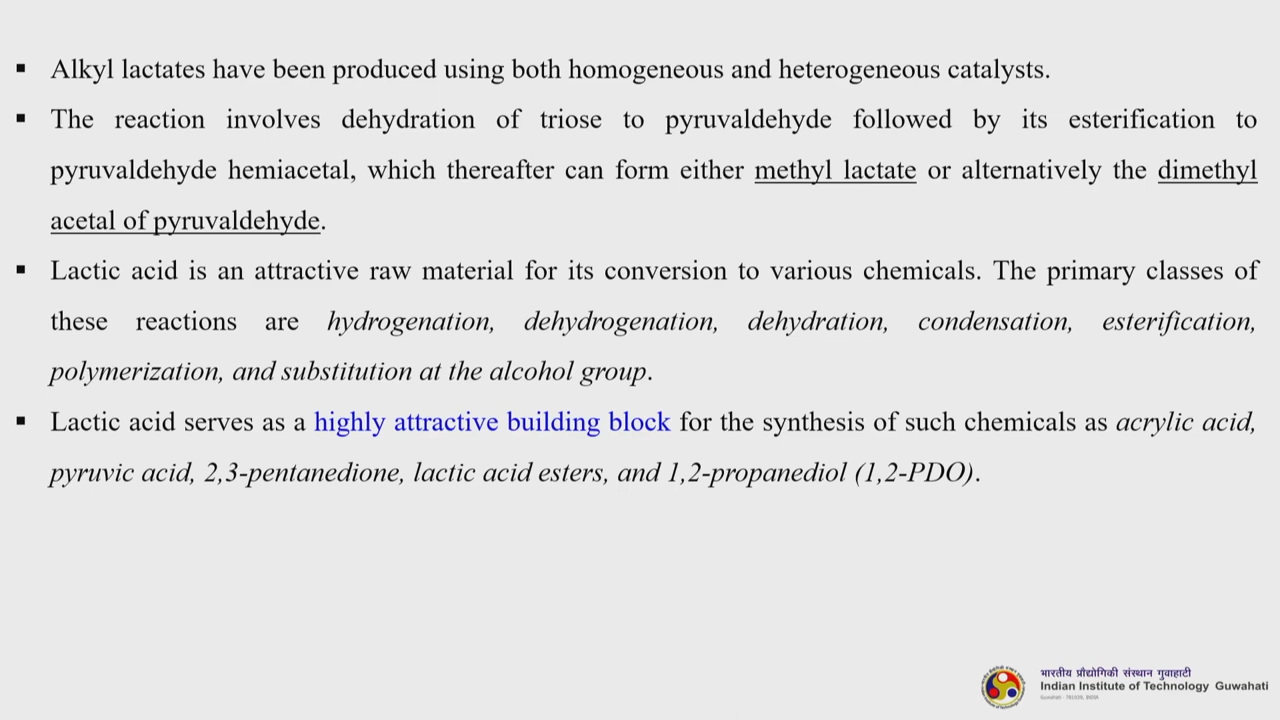 ▪ Alkyl lactates have been produced using both homogeneous and heterogeneous catalysts.
▪ The reaction involves dehydration of triose to pyruvaldehyde followed by its esterification to
pyruvaldehyde hemiacetal, which thereafter can form either methyl lactate or alternatively the dimethyl
acetal of pyruvaldehyde.
▪ Lactic acid is an attractive raw material for its conversion to various chemicals. The primary classes of
these reactions are hydrogenation, dehydrogenation, dehydration, condensation, esterification,
polymerization, and substitution at the alcohol group.
▪ Lactic acid serves as a highly attractive building block for the synthesis of such chemicals as acrylic acid,
pyruvic acid, 2,3-pentanedione, lactic acid esters, and 1,2-propanediol (1,2-PDO).
भारतीय प्रौद्योगिकी संस्थान गुवाहाटी
Indian Institute of Technology Guwahati